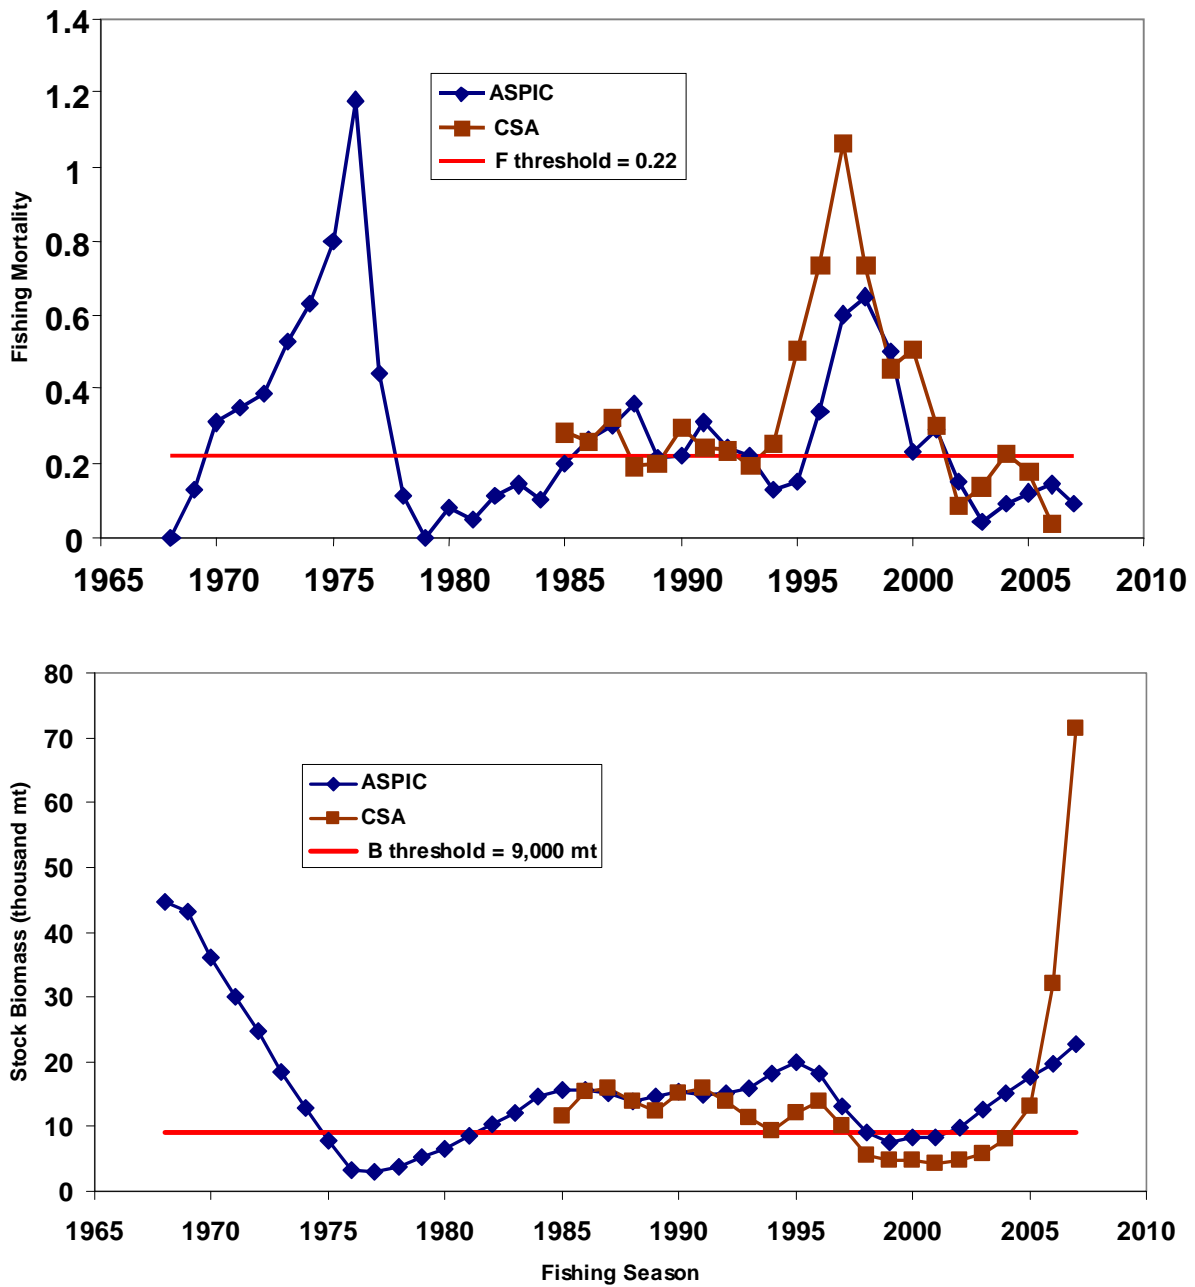 1.4
1.2
1
0.8
0.6
0.4
0.2
0
Fishing Mortality
ASPIC
CSA
F threshold = 0.22
1965 1970 1975 1980 1985 1990 1995 2000 2005 2010
80
70
60
50
40
30
20
10
0
Stock Biomass (thousand mt)
ASPIC
CSA
B threshold = 9,000 mt
1965 1970 1975 1980 1985 1990 1995 2000 2005 2010
Fishing Season